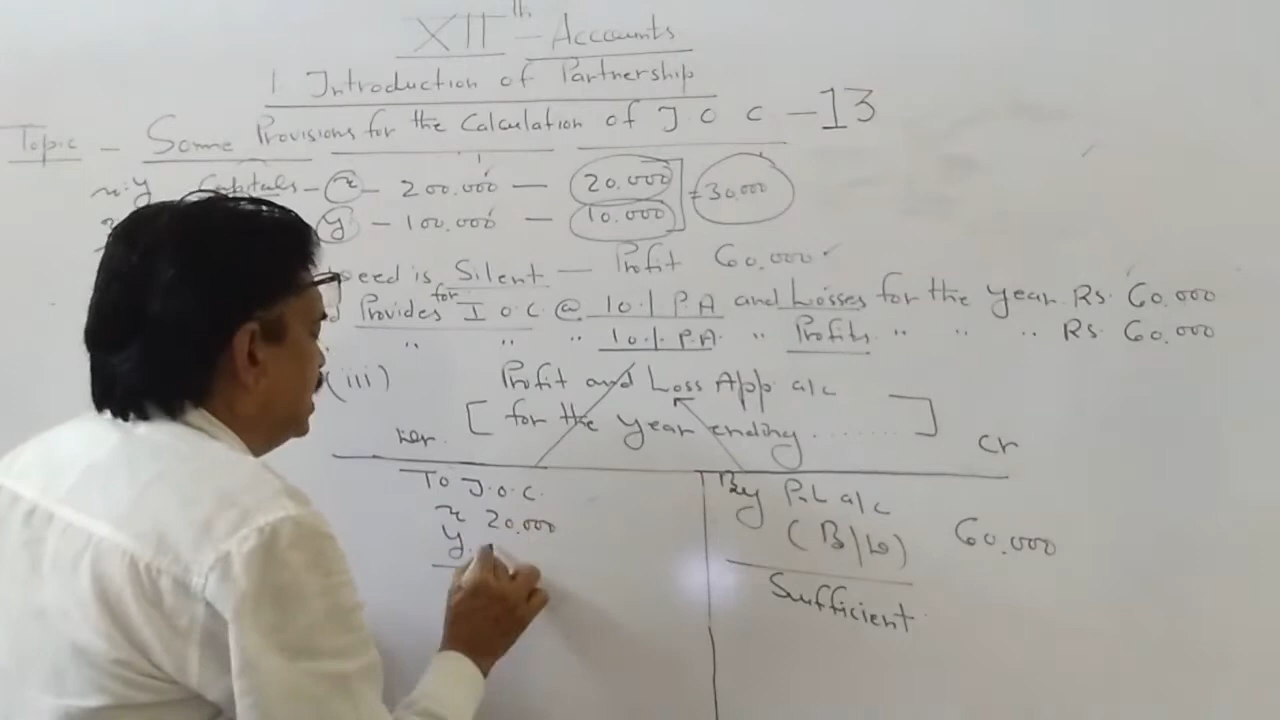 XIIth - Accounts
1 Introduction of Partnership
Topic - Some Provisions for the Calculation of I O C - 13
x:y Capitals - x - 200.000 - 20.000
y - 100.000 - 10.000
= 30,000
Deed is Silent - Profit 60.000
Provides for I O C. @ 10% P.A and Losses for the year Rs. 60.000
" " " 10% P.A. " Profits " " " Rs. 60.000
(iii) Profit and Loss App a/c
[for the year ending ........]
Dr. Cr
To I.O.C. By P.L a/c
x 20.000 (B/w) 60.000
y.
Sufficient